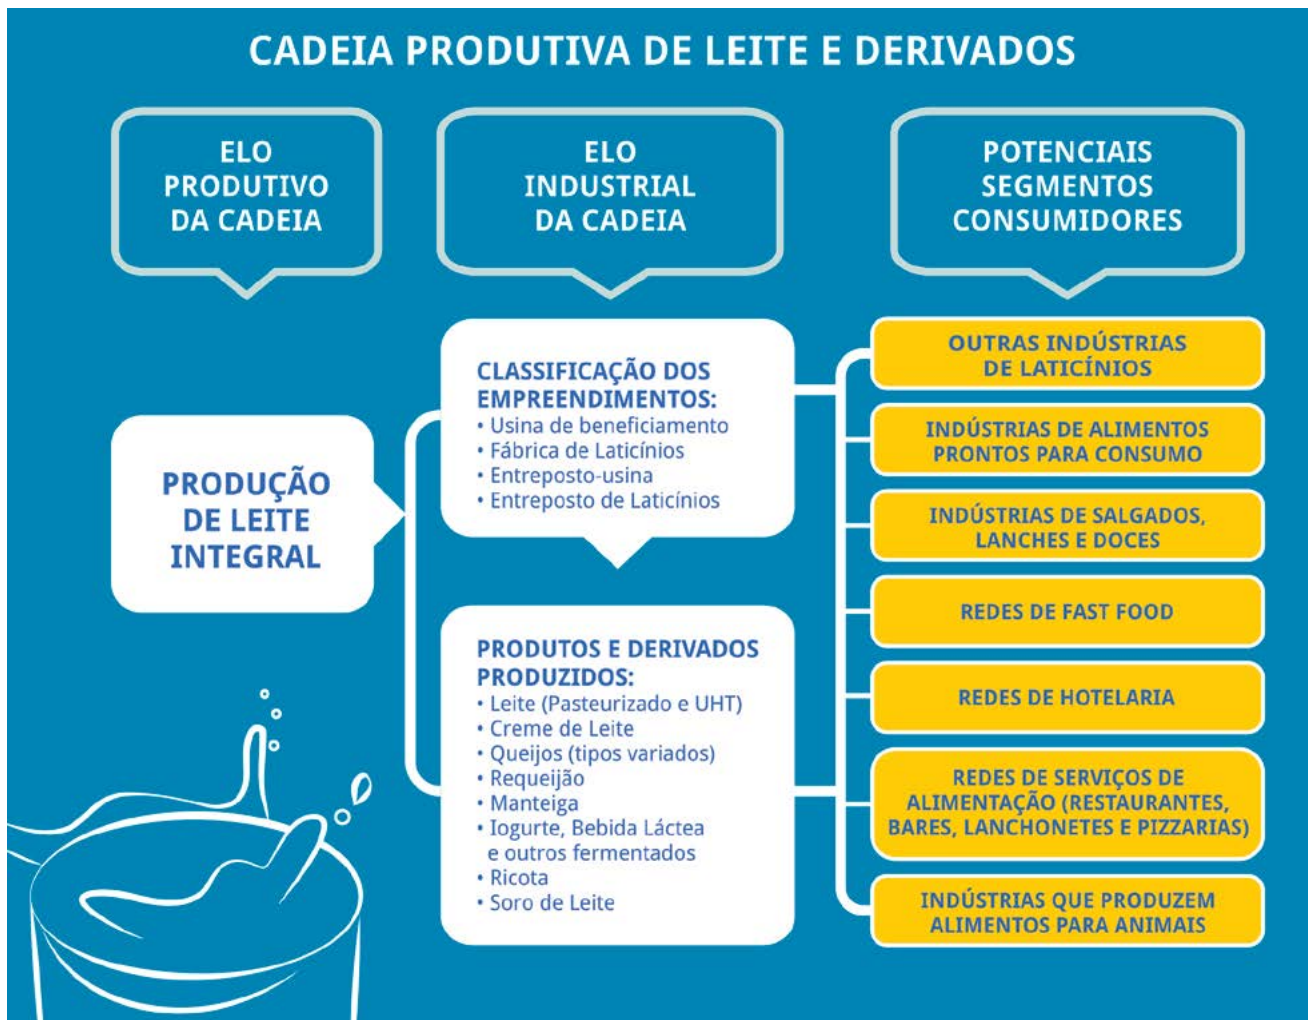 CADEIA PRODUTIVA DE LEITE E DERIVADOS
ELO
PRODUTIVO
DA CADEIA
ELO
INDUSTRIAL
DA CADEIA
POTENCIAIS
SEGMENTOS
CONSUMIDORES
PRODUÇÃO
DE LEITE
INTEGRAL
CLASSIFICAÇÃO DOS
EMPREENDIMENTOS:
• Usina de beneficiamento
• Fábrica de Laticínios
• Entreposto-usina
• Entreposto de Laticínios
PRODUTOS E DERIVADOS
PRODUZIDOS:
• Leite (Pasteurizado e UHT)
• Creme de Leite
• Queijos (tipos variados)
• Requeijão
• Manteiga
• Iogurte, Bebida Láctea
e outros fermentados
• Ricota
• Soro de Leite
OUTRAS INDÚSTRIAS
DE LATICÍNIOS
INDÚSTRIAS DE ALIMENTOS
PRONTOS PARA CONSUMO
INDÚSTRIAS DE SALGADOS,
LANCHES E DOCES
REDES DE FAST FOOD
REDES DE HOTELARIA
REDES DE SERVIÇOS DE
ALIMENTAÇÃO (RESTAURANTES,
BARES, LANCHONETES E PIZZARIAS)
INDÚSTRIAS QUE PRODUZEM
ALIMENTOS PARA ANIMAIS